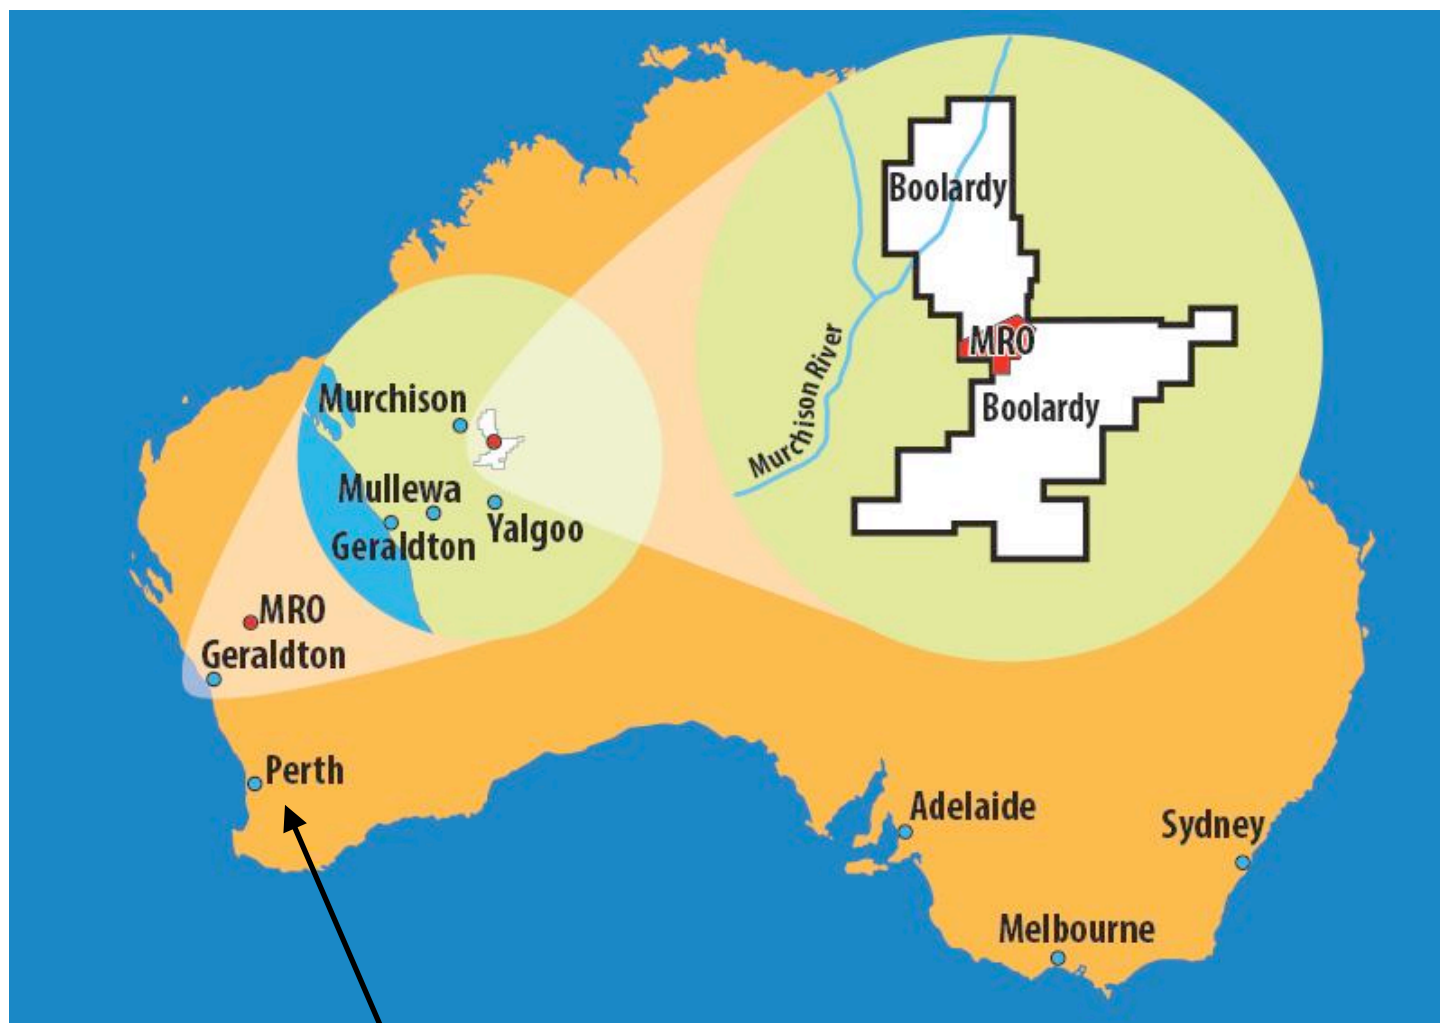 Boolardy
MRO
Boolardy
Murchison River
Murchison
Mullewa
Geraldton
Yalgoo
MRO
Geraldton
Perth
Adelaide
Sydney
Melbourne